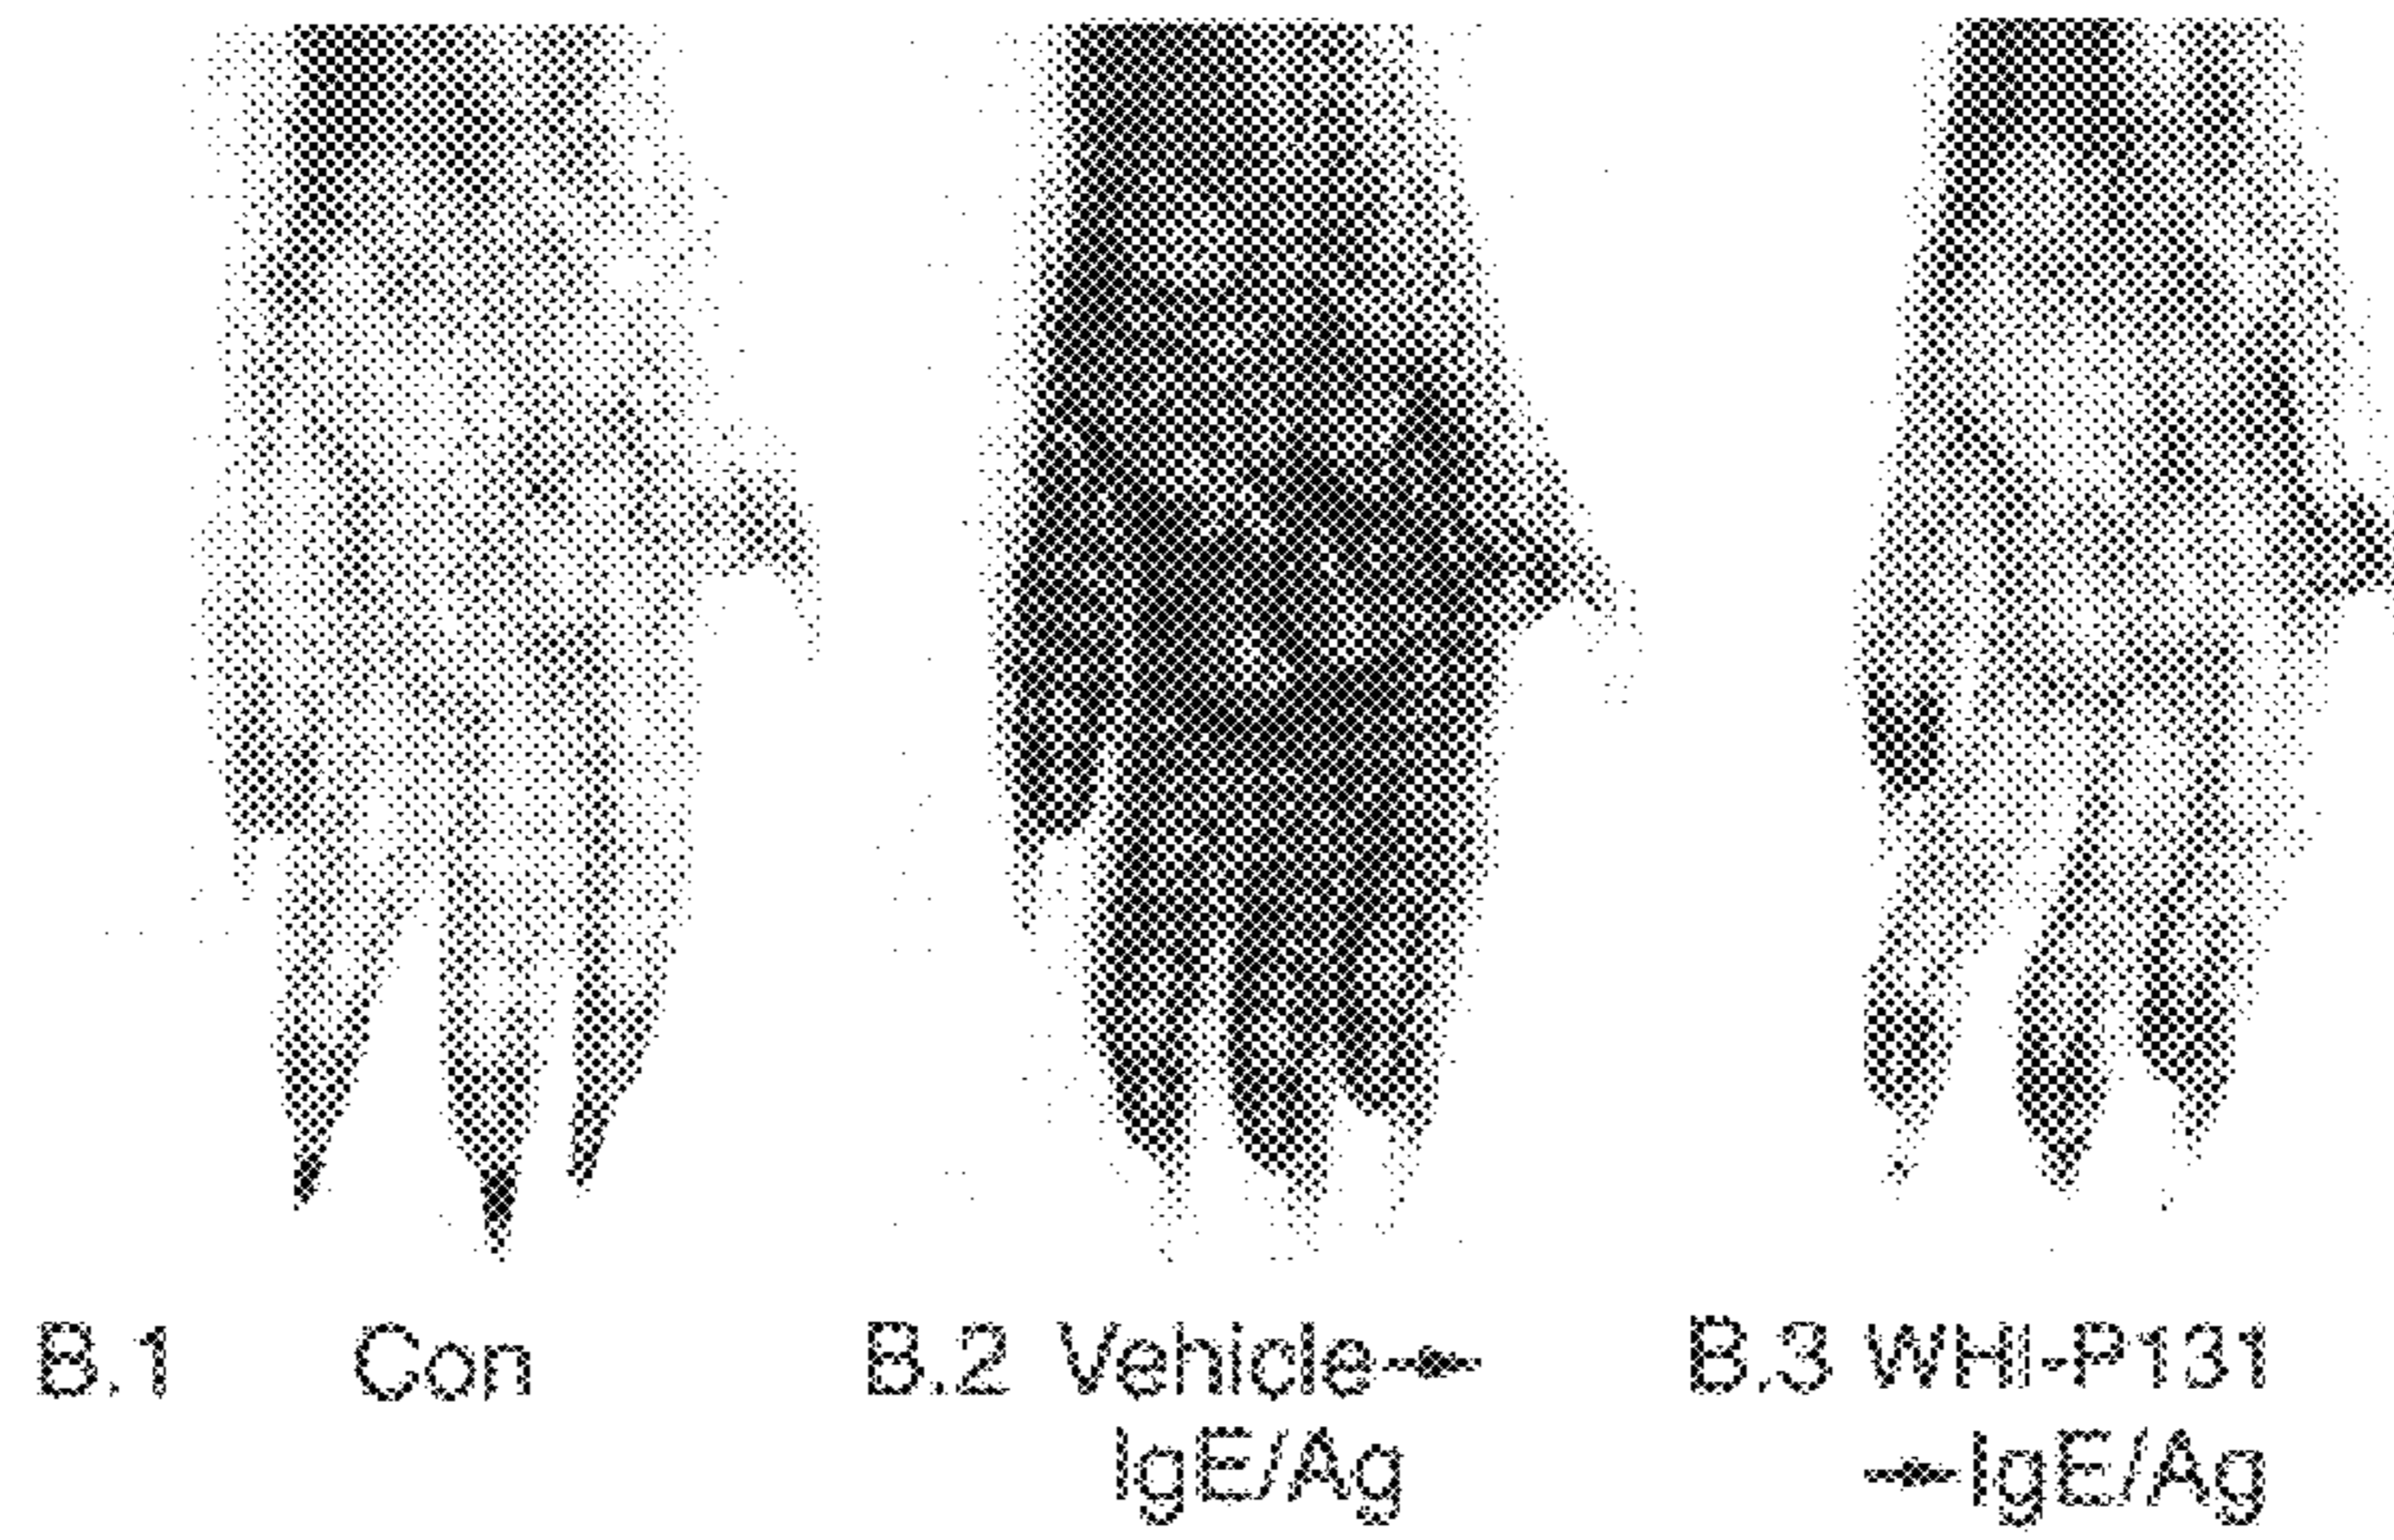 B.1 Con
B.2 Vehicle→
IgE/Ag
B.3 WHI-P131
→IgE/Ag